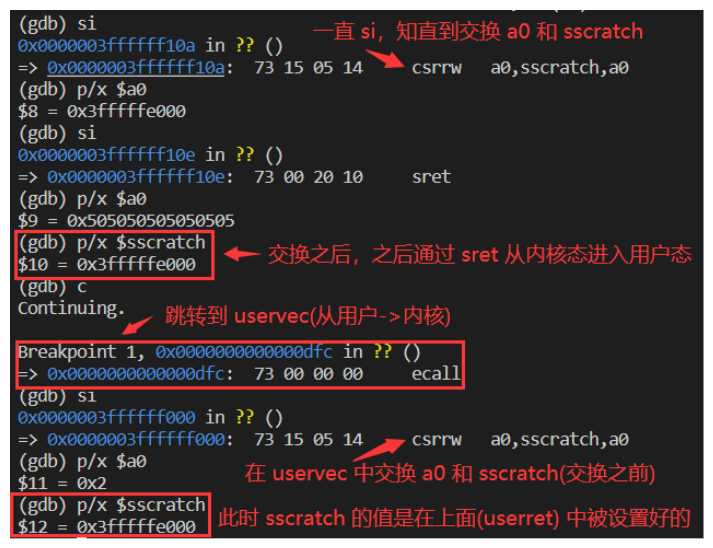 (gdb) si
0x0000003ffffff10a in ?? ()
一直 si，知直到交换 a0 和 sscratch
=> 0x0000003ffffff10a:  73 15 05 14     csrrw   a0,sscratch,a0
(gdb) p/x $a0
$8 = 0x3fffffe000
(gdb) si
0x0000003ffffff10e in ?? ()
=> 0x0000003ffffff10e:  73 00 20 10     sret
(gdb) p/x $a0
$9 = 0x505050505050505
(gdb) p/x $sscratch
$10 = 0x3fffffe000
交换之后，之后通过 sret 从内核态进入用户态
(gdb) c
Continuing.
跳转到 uservec(从用户->内核)
Breakpoint 1, 0x0000000000000dfc in ?? ()
=> 0x0000000000000dfc:  73 00 00 00     ecall
(gdb) si
0x0000003ffffff000 in ?? ()
=> 0x0000003ffffff000:  73 15 05 14     csrrw   a0,sscratch,a0
(gdb) p/x $a0
$11 = 0x2
在 uservec 中交换 a0 和 sscratch(交换之前)
(gdb) p/x $sscratch
$12 = 0x3fffffe000
此时 sscratch 的值是在上面(userret) 中被设置好的